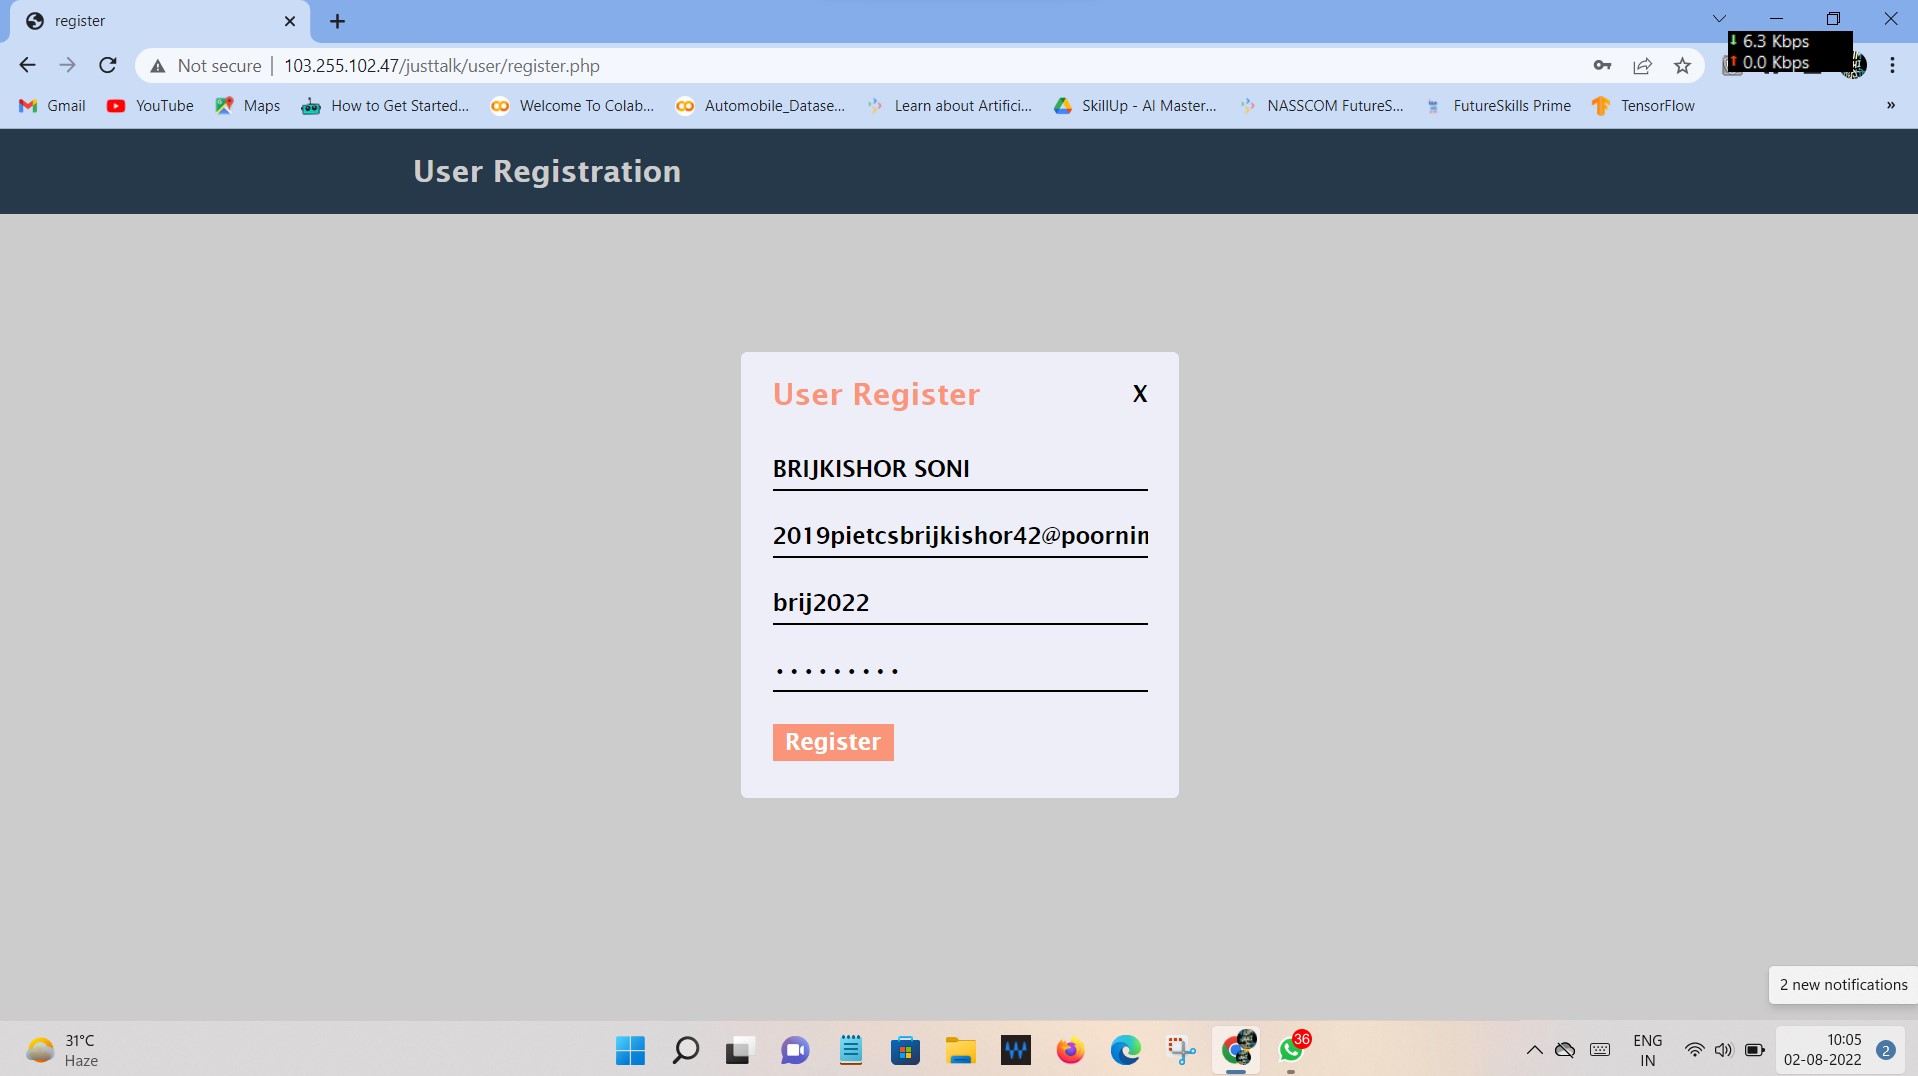 register
6.3 Kbps
0.0 Kbps
Not secure
103.255.102.47/justtalk/user/register.php
Gmail
YouTube
Maps
How to Get Started...
Welcome To Colab...
Automobile_Datase...
Learn about Artifici...
SkillUp - AI Master...
NASSCOM FutureS...
FutureSkills Prime
TensorFlow
»
User Registration
User Register
X
BRIJKISHOR SONI
2019pietcsbrijkishor42@poornin
brij2022
•••••••••
Register
2 new notifications
31°C
Haze
36
ENG
IN
10:05
02-08-2022
2